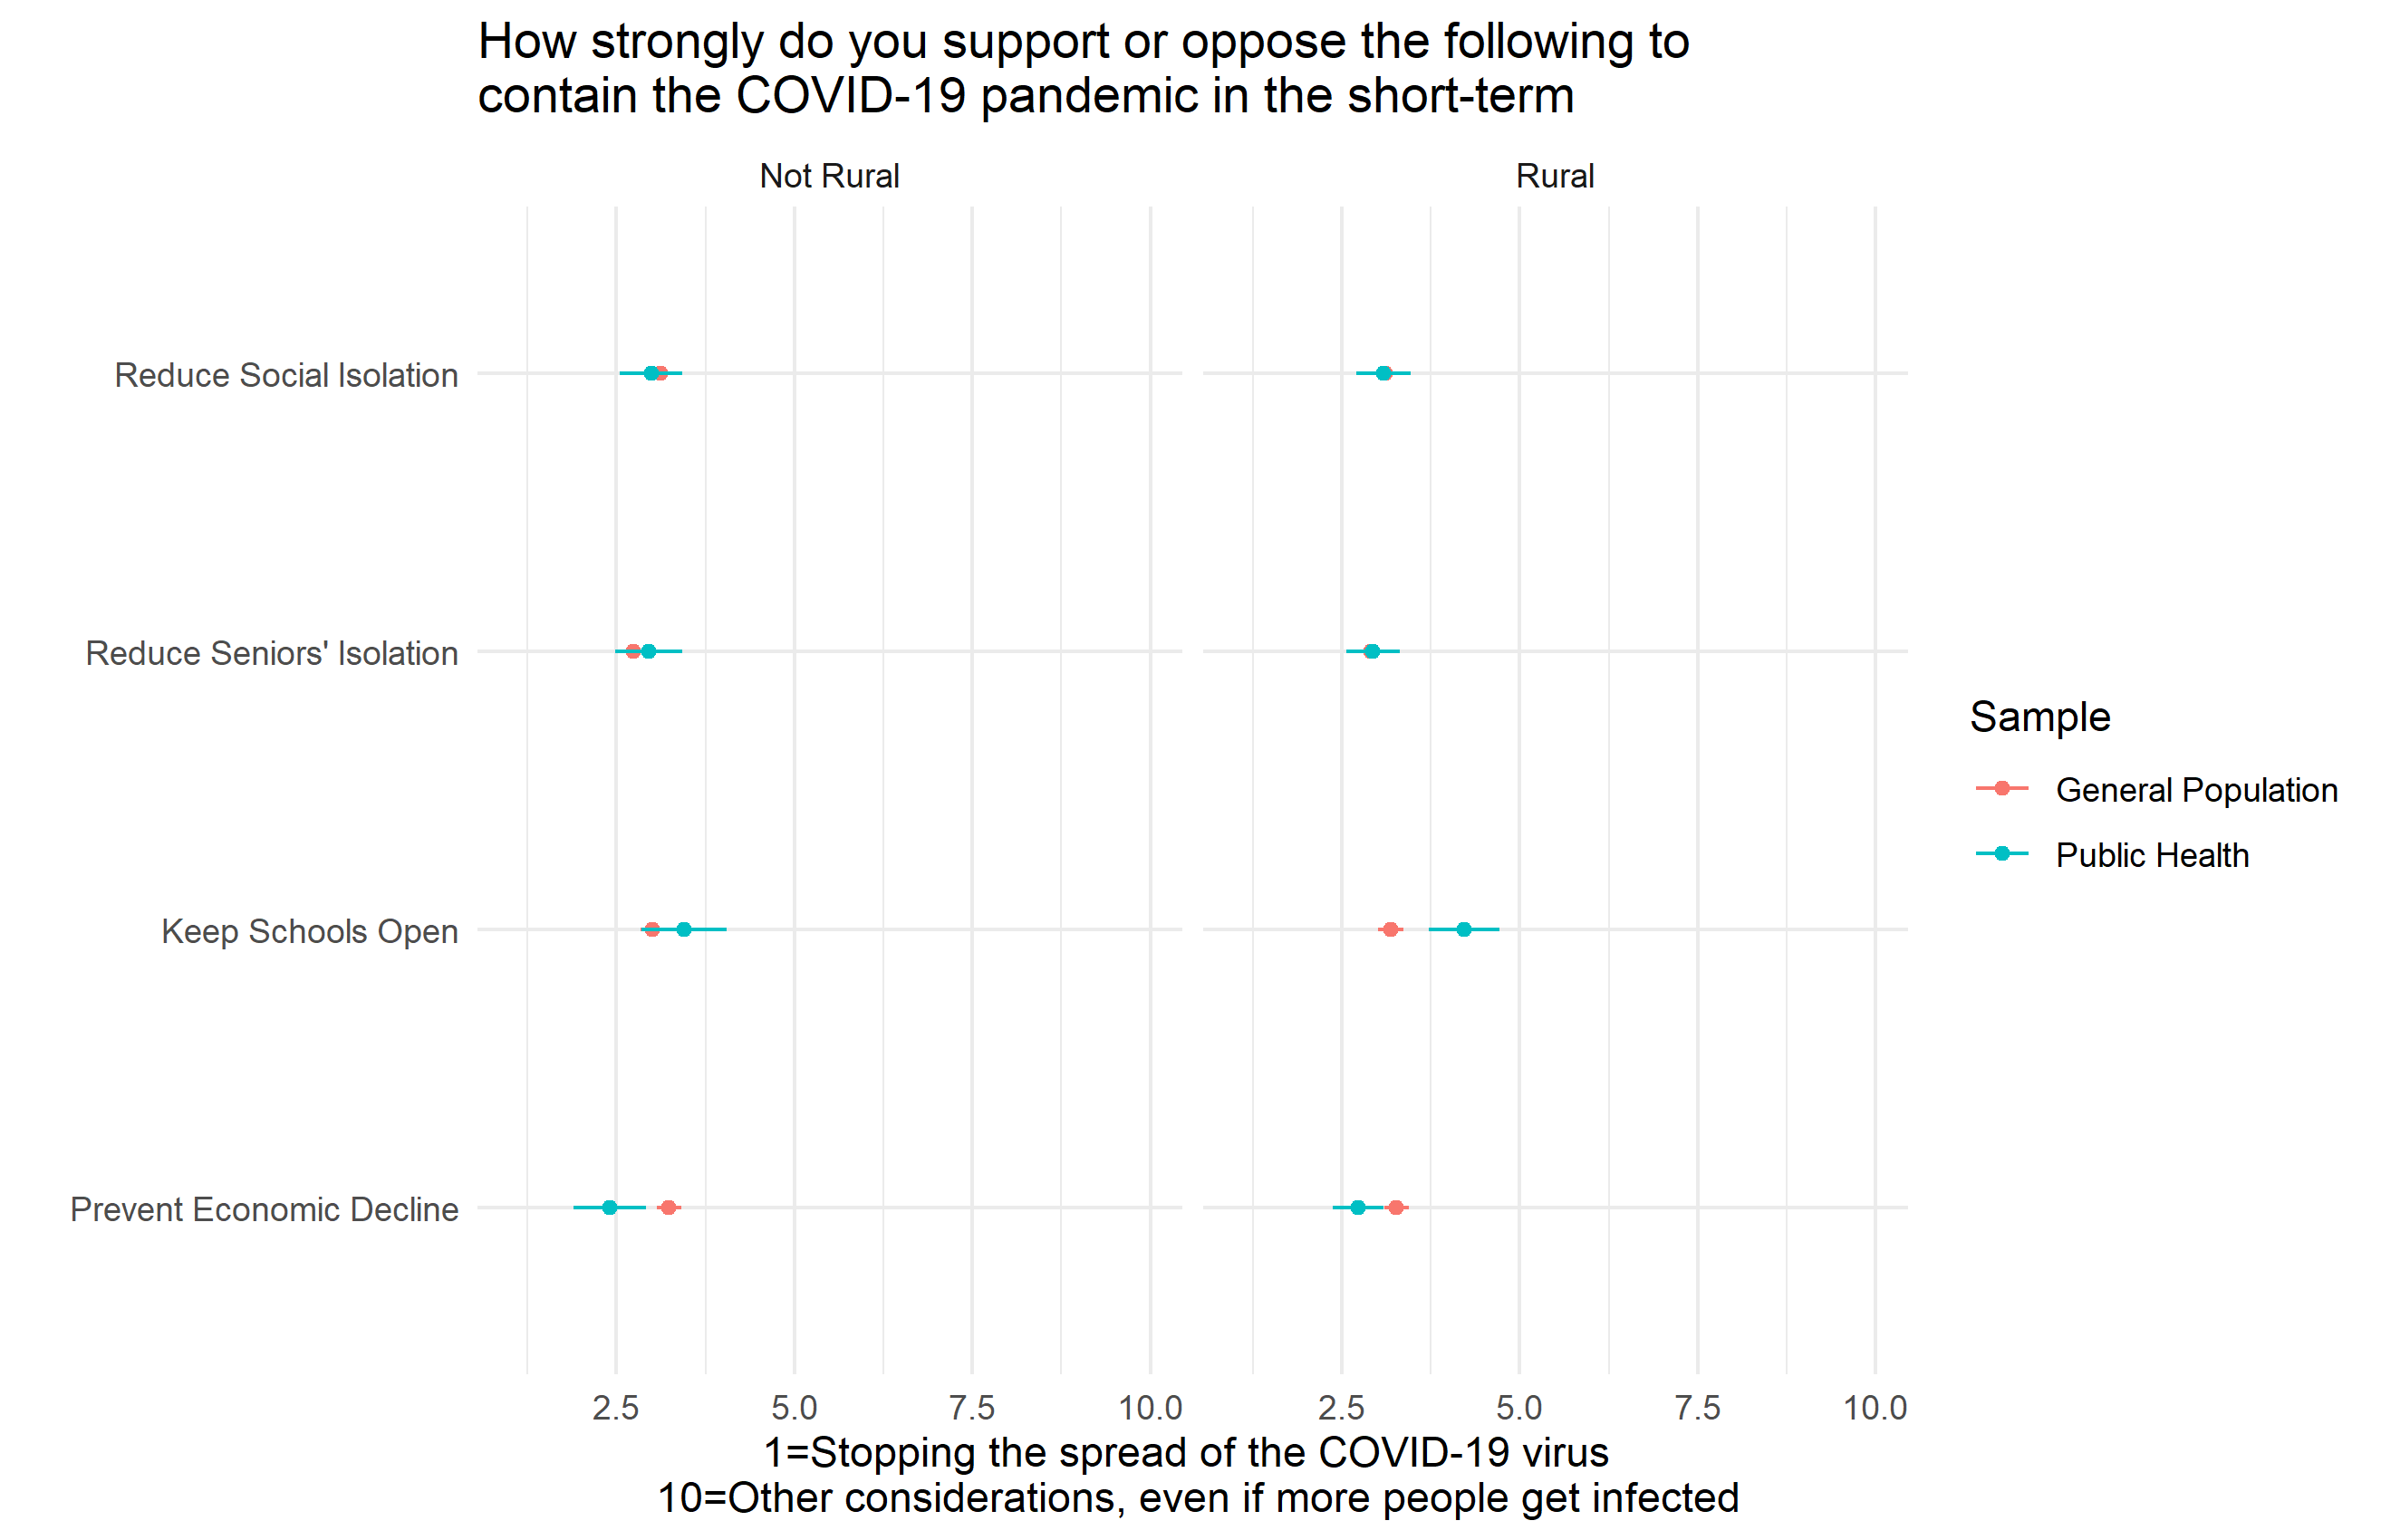 How strongly do you support or oppose the following to
contain the COVID-19 pandemic in the short-term
Not Rural
Rural
Reduce Social Isolation
Reduce Seniors' Isolation
Keep Schools Open
Prevent Economic Decline
2.5 5.0 7.5 10.0
2.5 5.0 7.5 10.0
1=Stopping the spread of the COVID-19 virus
10=Other considerations, even if more people get infected
Sample
General Population
Public Health